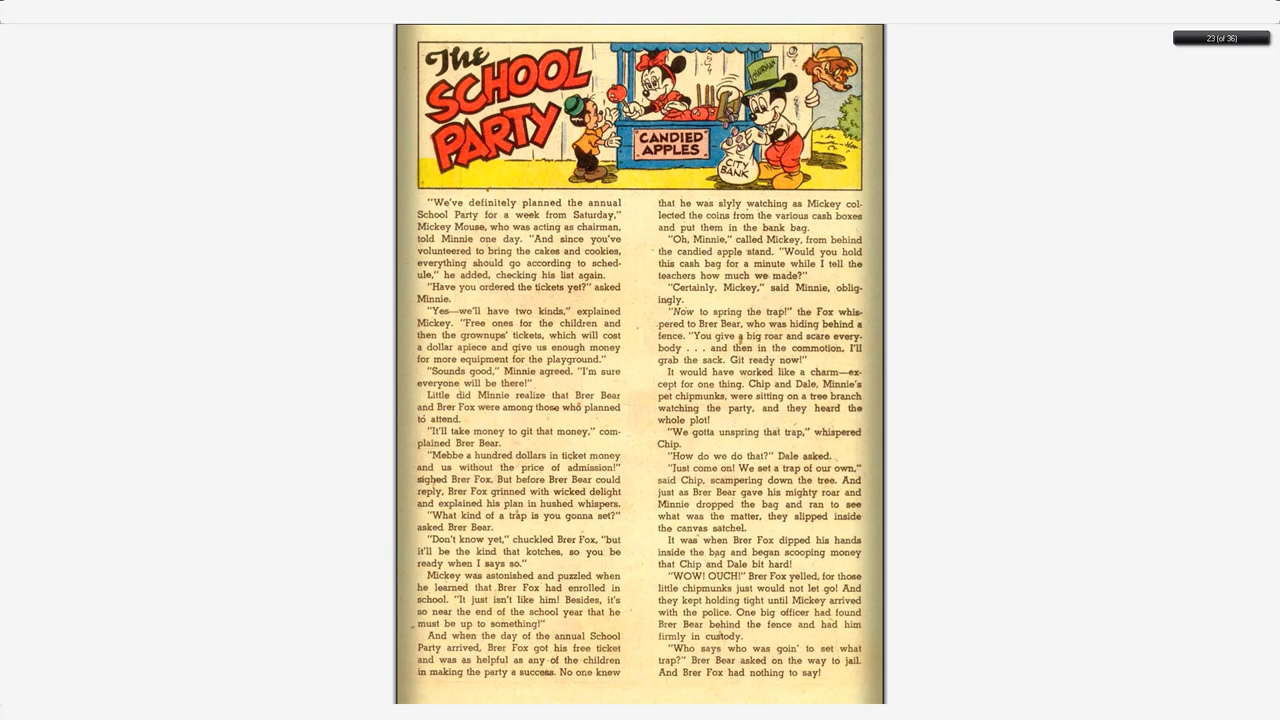 23 (of 36)
The
SCHOOL
PARTY
CANDIED
APPLES
CITY
BANK
"We've definitely planned the annual
School Party for a week from Saturday,"
Mickey Mouse, who was acting as chairman,
told Minnie one day. "And since you've
volunteered to bring the cakes and cookies,
everything should go according to sched-
ule," he added, checking his list again.
"Have you ordered the tickets yet?" asked
Minnie.
"Yes—we'll have two kinds," explained
Mickey. "Free ones for the children and
then the grownups' tickets, which will cost
a dollar apiece and give us enough money
for more equipment for the playground."
"Sounds good," Minnie agreed. "I'm sure
everyone will be there!"
Little did Minnie realize that Brer Bear
and Brer Fox were among those who planned
to attend.
"It'll take money to git that money," com-
plained Brer Bear.
"Mebbe a hundred dollars in ticket money
and us without the price of admission!"
sighed Brer Fox. But before Brer Bear could
reply, Brer Fox grinned with wicked delight
and explained his plan in hushed whispers.
"What kind of a trap is you gonna set?"
asked Brer Bear.
"Don't know yet," chuckled Brer Fox, "but
it'll be the kind that kotches, so you be
ready when I says so."
Mickey was astonished and puzzled when
he learned that Brer Fox had enrolled in
school. "It just isn't like him! Besides, it's
so near the end of the school year that he
must be up to something!"
And when the day of the annual School
Party arrived, Brer Fox got his free ticket
and was as helpful as any of the children
in making the party a success. No one knew
that he was slyly watching as Mickey col-
lected the coins from the various cash boxes
and put them in the bank bag.
"Oh, Minnie," called Mickey, from behind
the candied apple stand. "Would you hold
this cash bag for a minute while I tell the
teachers how much we made?"
"Certainly, Mickey," said Minnie, oblig-
ingly.
"Now to spring the trap!" the Fox whis-
pered to Brer Bear, who was hiding behind a
fence. "You give a big roar and scare every-
body . . . and then in the commotion, I'll
grab the sack. Git ready now!"
It would have worked like a charm—ex-
cept for one thing. Chip and Dale, Minnie's
pet chipmunks, were sitting on a tree branch
watching the party, and they heard the
whole plot!
"We gotta unspring that trap," whispered
Chip.
"How do we do that?" Dale asked.
"Just come on! We set a trap of our own,"
said Chip, scampering down the tree. And
just as Brer Bear gave his mighty roar and
Minnie dropped the bag and ran to see
what was the matter, they slipped inside
the canvas satchel.
It was when Brer Fox dipped his hands
inside the bag and began scooping money
that Chip and Dale bit hard!
"WOW! OUCH!" Brer Fox yelled, for those
little chipmunks just would not let go! And
they kept holding tight until Mickey arrived
with the police. One big officer had found
Brer Bear behind the fence and had him
firmly in custody.
"Who says who was goin' to set what
trap?" Brer Bear asked on the way to jail.
And Brer Fox had nothing to say!